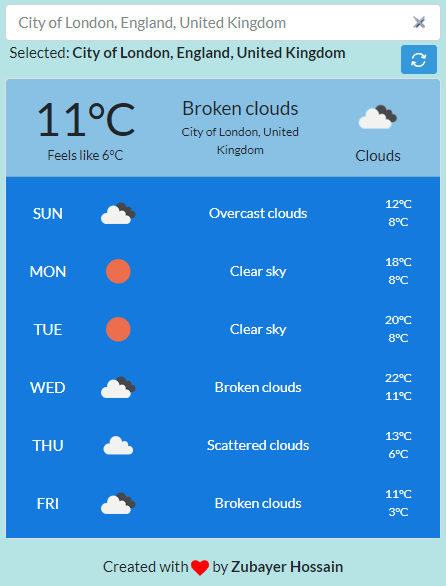 City of London, England, United Kingdom
Selected: City of London, England, United Kingdom
11°C
Feels like 6°C
Broken clouds
City of London, United
Kingdom
Clouds
SUN Overcast clouds 12°C
8°C
MON Clear sky 18°C
8°C
TUE Clear sky 20°C
8°C
WED Broken clouds 22°C
11°C
THU Scattered clouds 13°C
6°C
FRI Broken clouds 11°C
3°C
Created with ❤ by Zubayer Hossain